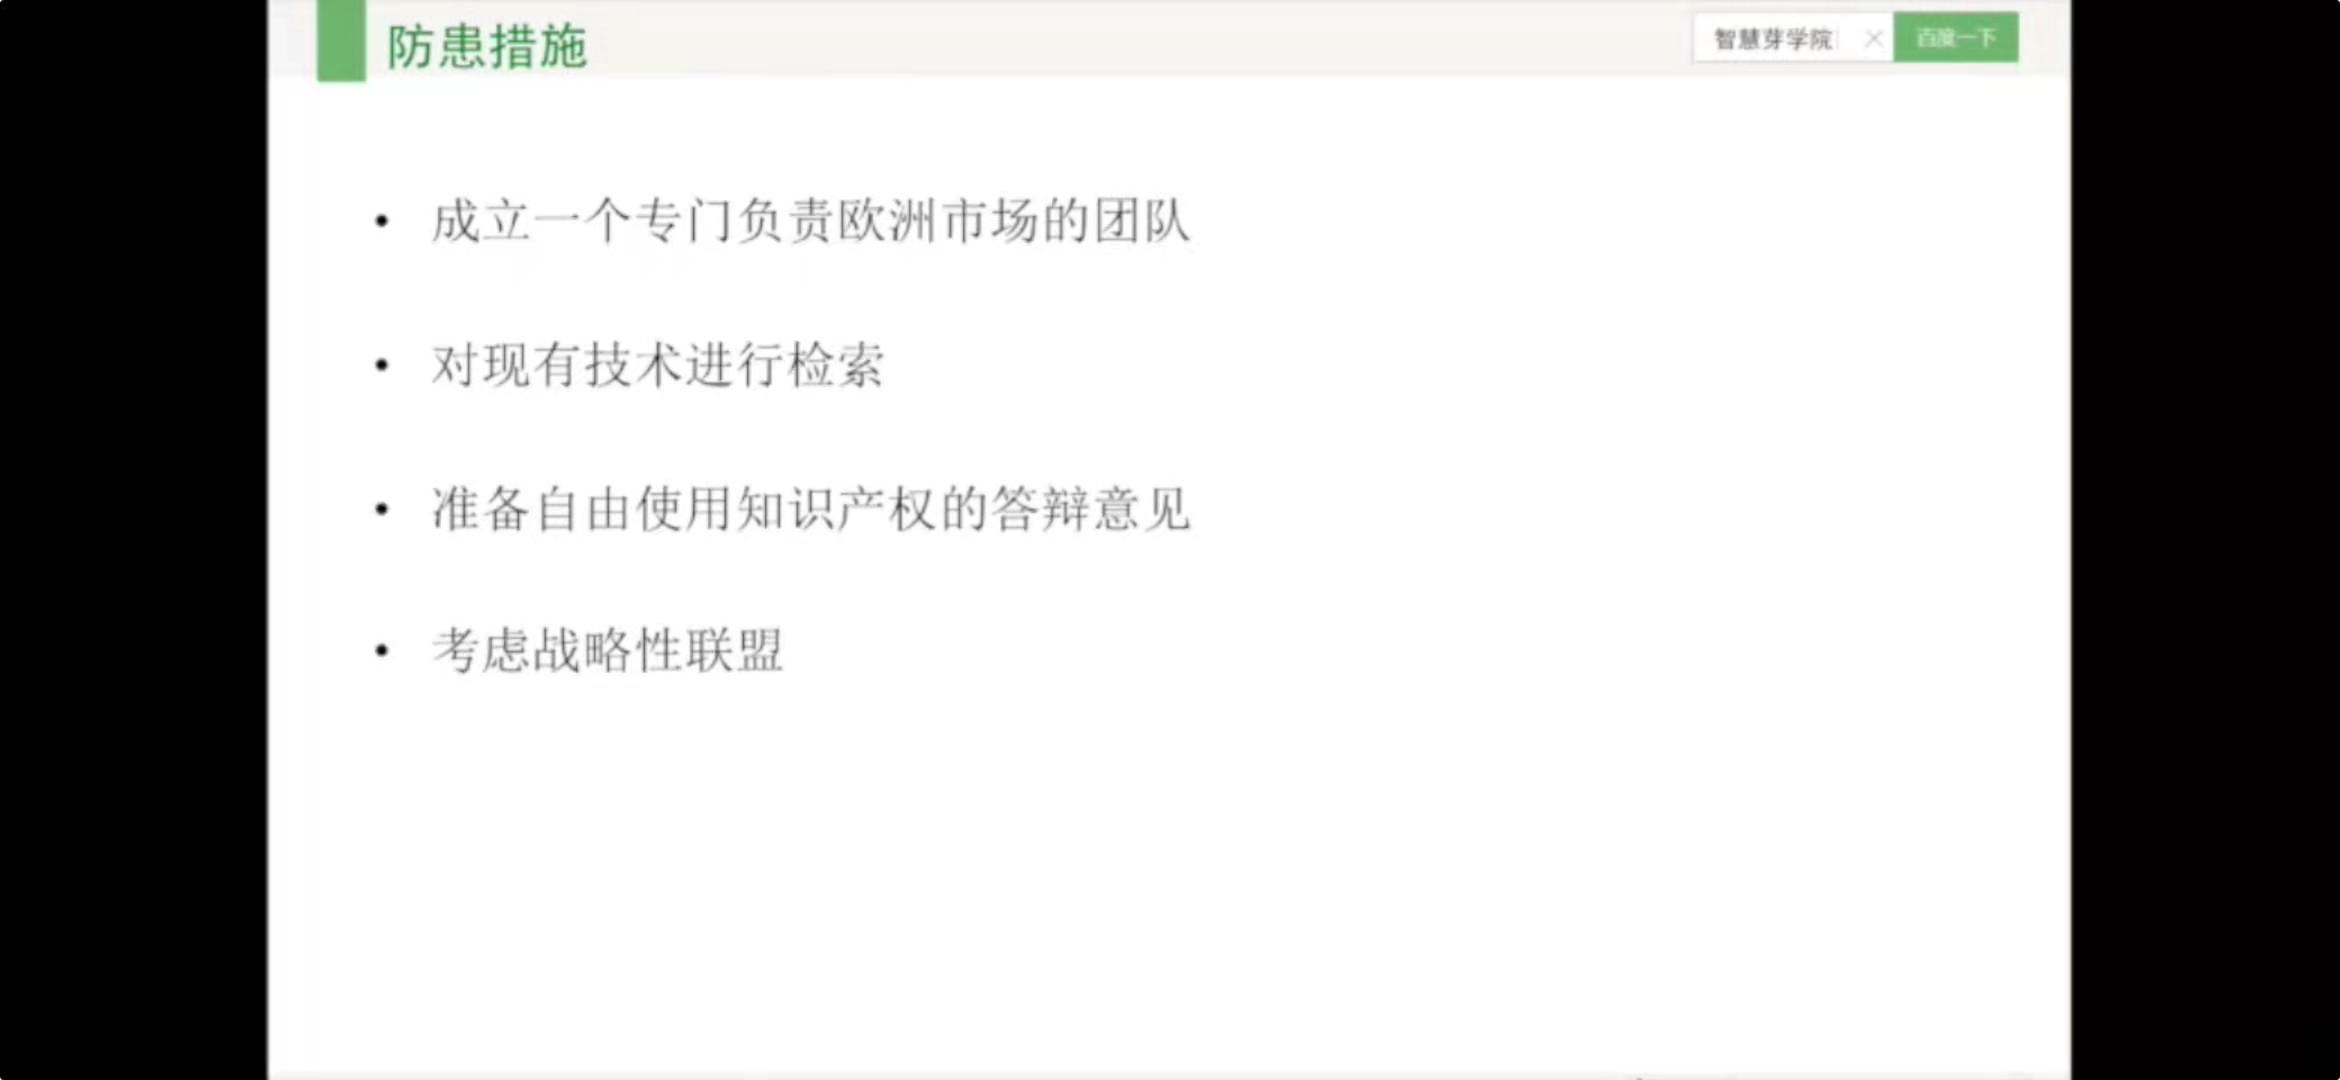 防患措施
智慧芽学院
百度一下
• 成立一个专门负责欧洲市场的团队
• 对现有技术进行检索
• 准备自由使用知识产权的答辩意见
• 考虑战略性联盟